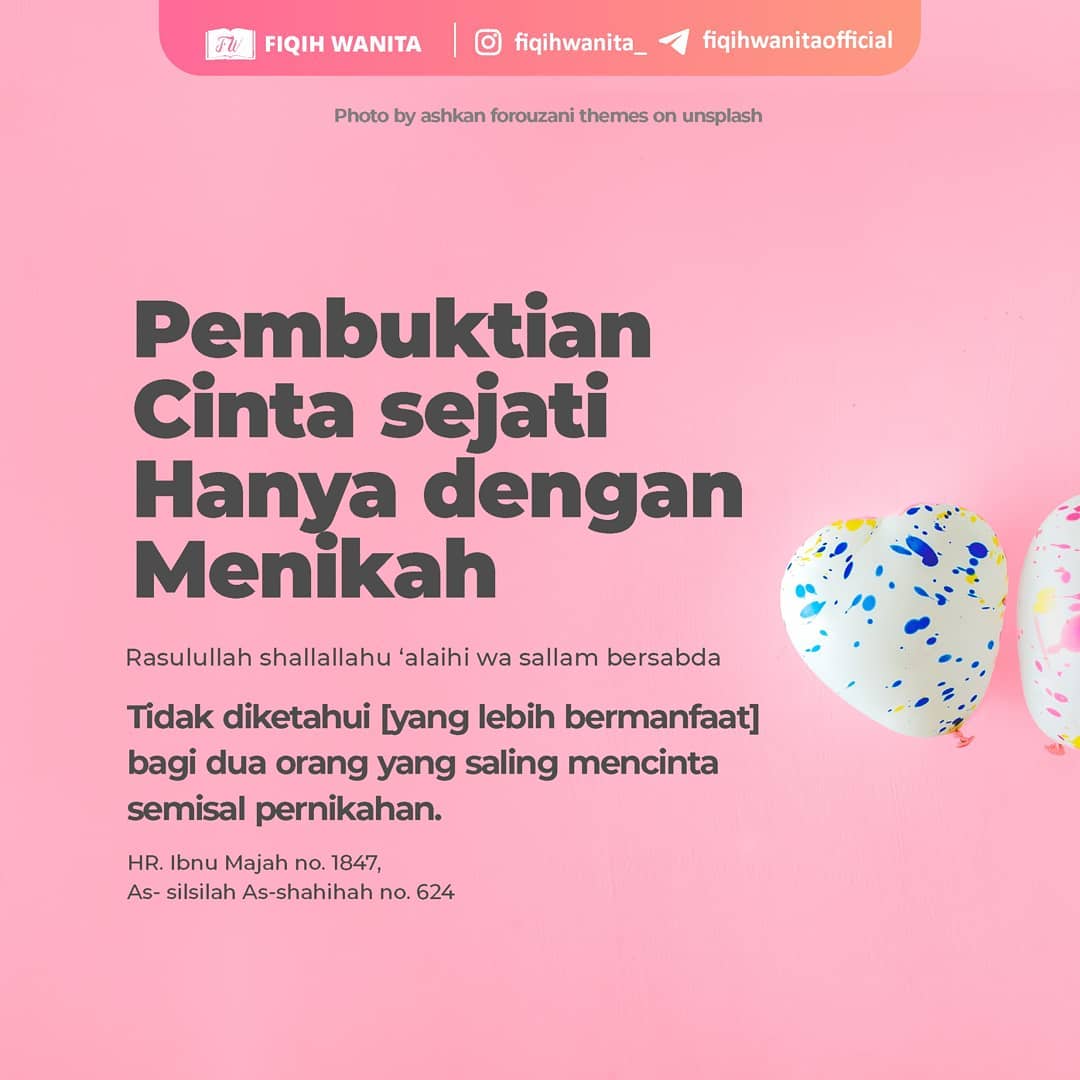 FW FIQIH WANITA fiqihwanita_ fiqihwanitaofficial
Photo by ashkan forouzani themes on unsplash
Pembuktian
Cinta sejati
Hanya dengan
Menikah
Rasulullah shallallahu ‘alaihi wa sallam bersabda
Tidak diketahui [yang lebih bermanfaat]
bagi dua orang yang saling mencinta
semisal pernikahan.
HR. Ibnu Majah no. 1847,
As- silsilah As-shahihah no. 624